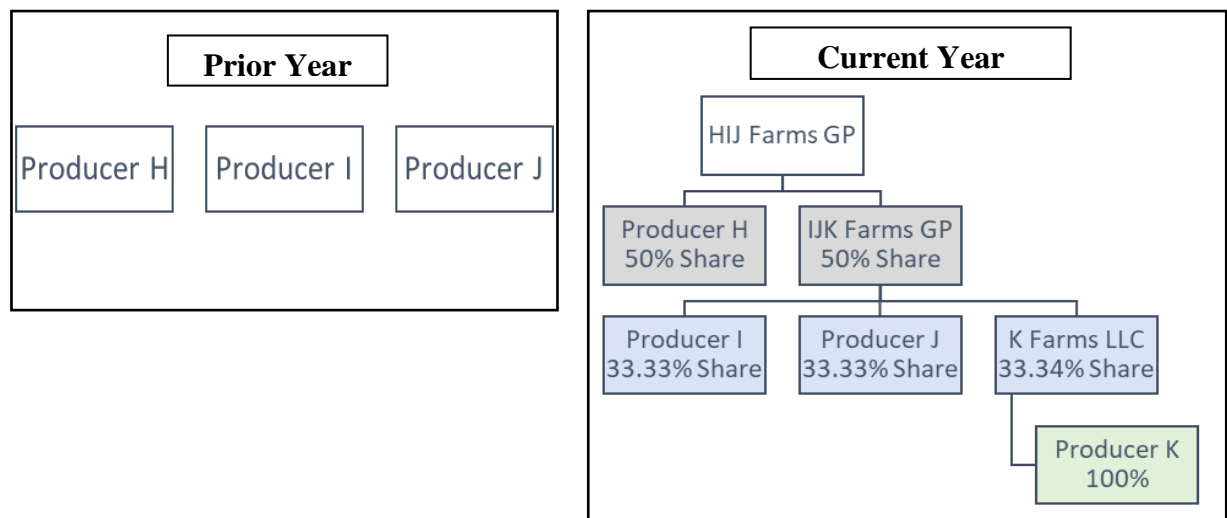 Prior Year
Producer H
Producer I
Producer J
Current Year
HIJ Farms GP
Producer H
50% Share
IJK Farms GP
50% Share
Producer I
33.33% Share
Producer J
33.33% Share
K Farms LLC
33.34% Share
Producer K
100%